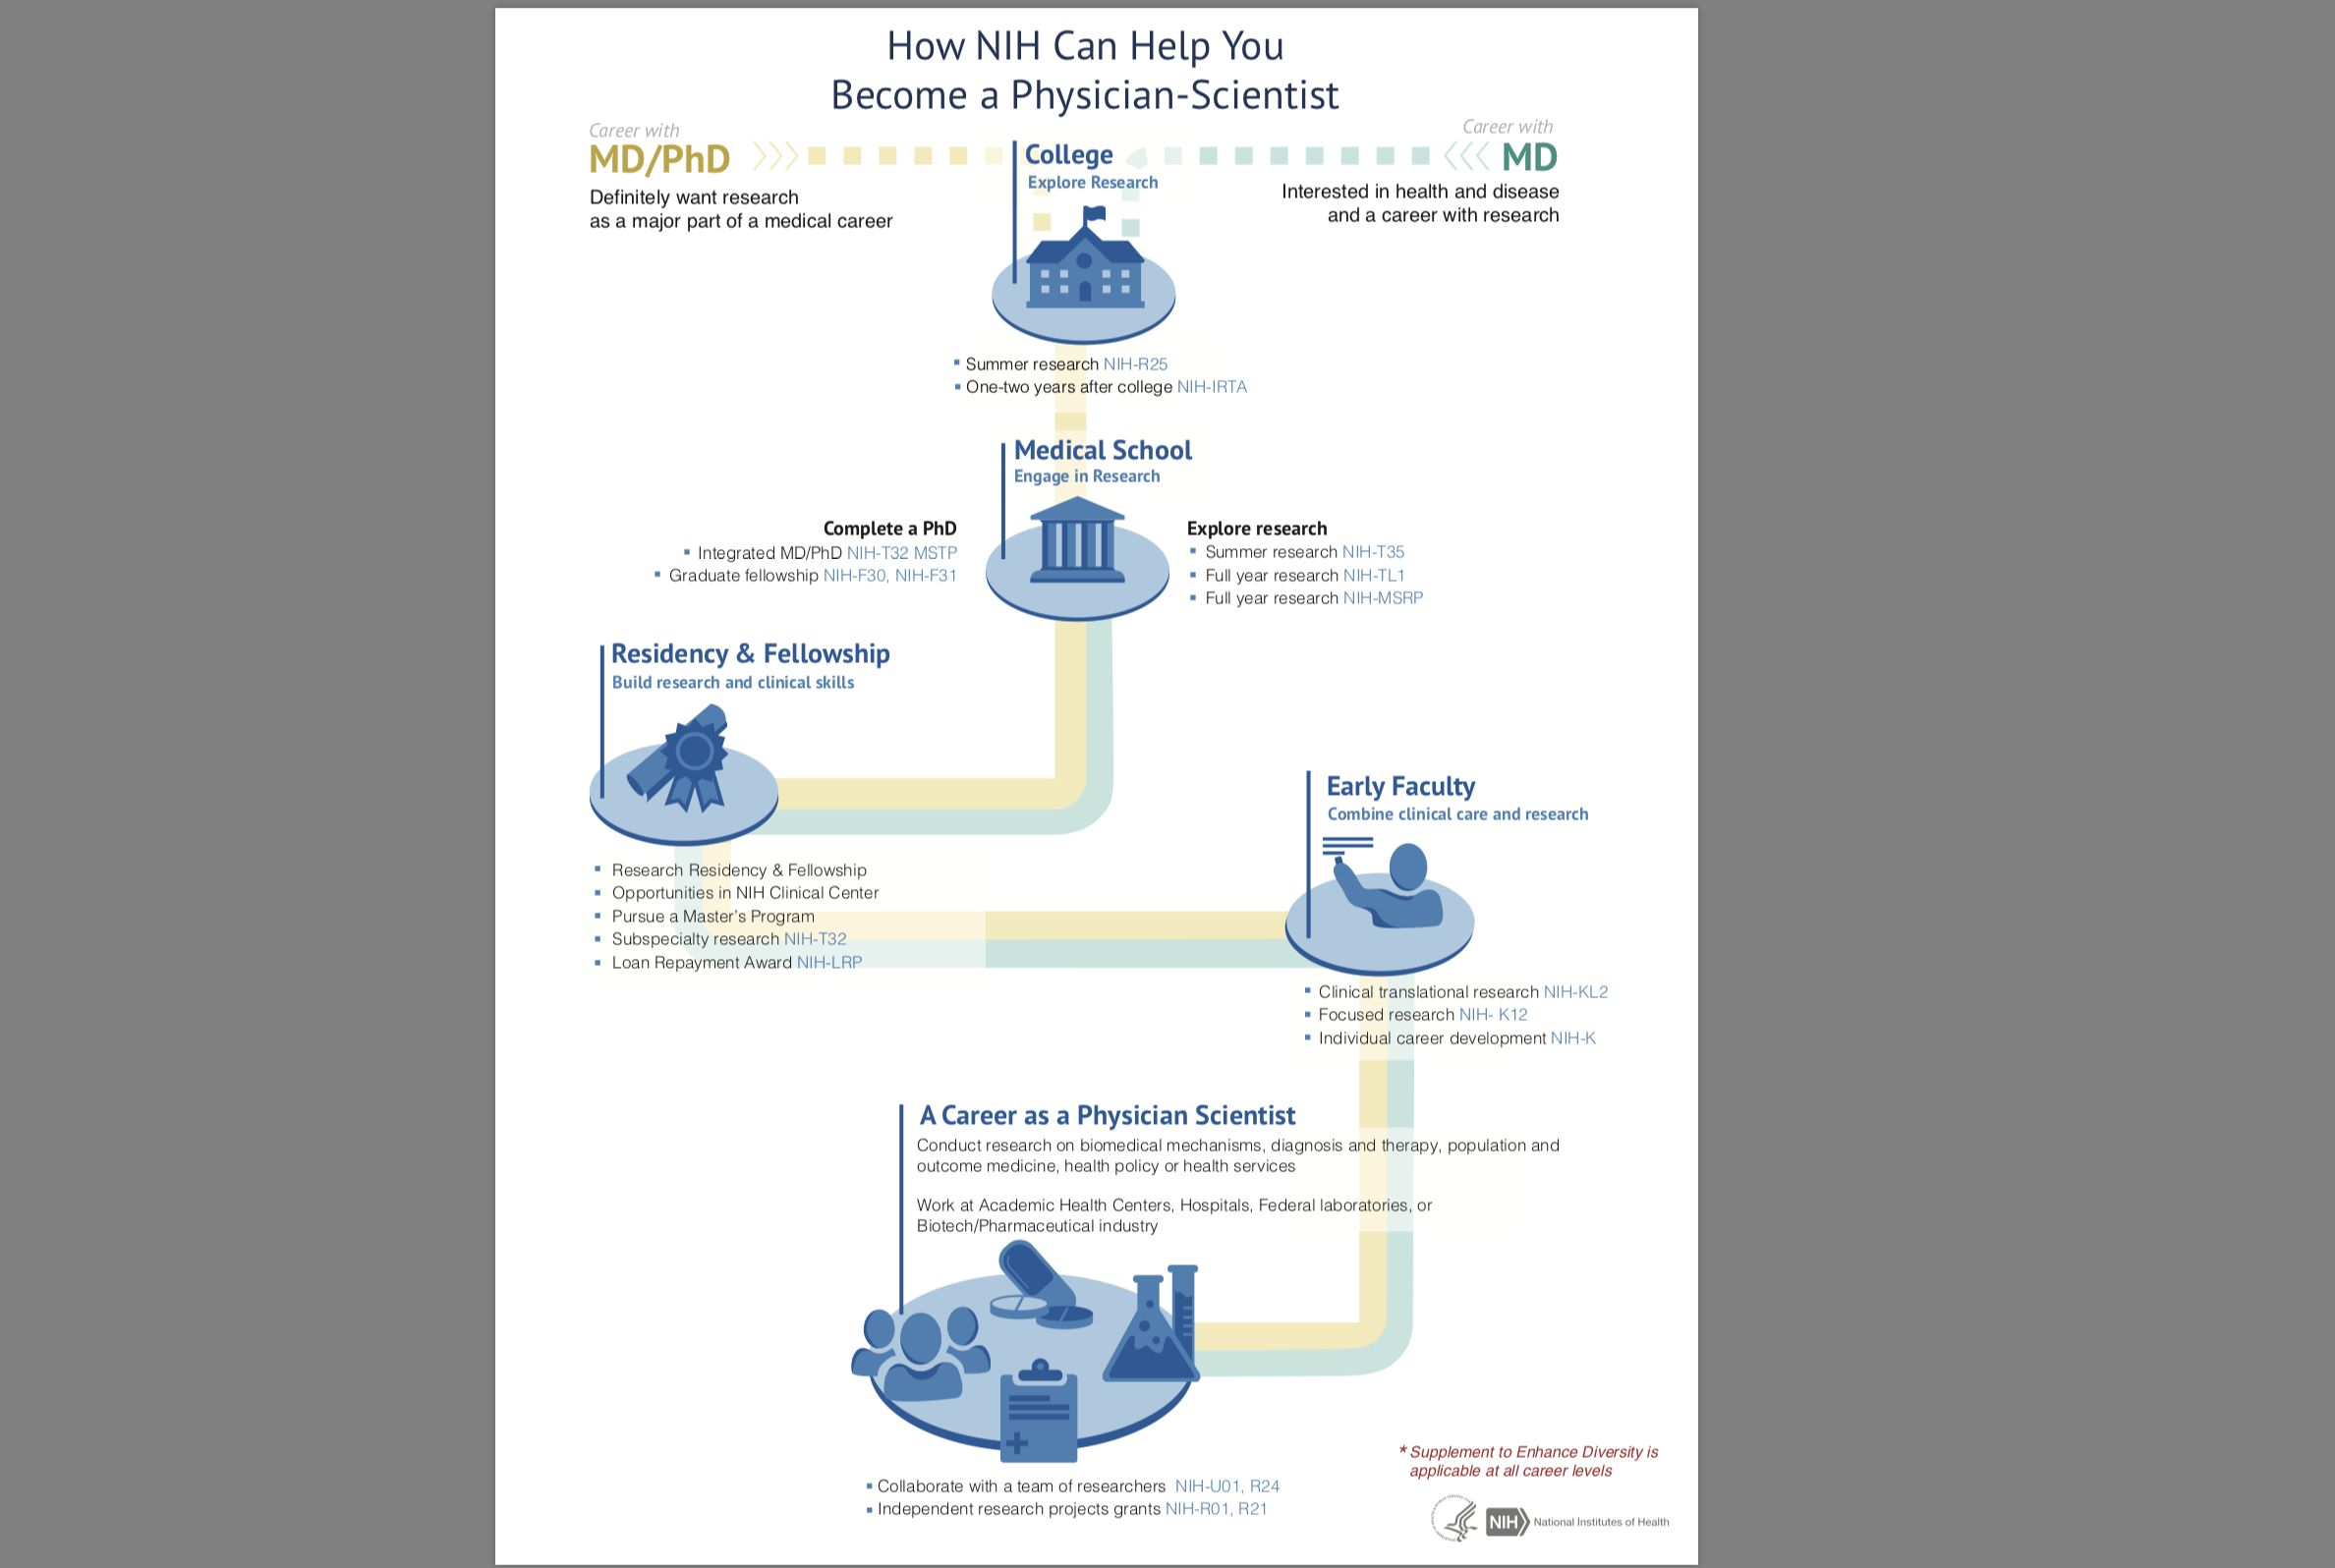 How NIH Can Help You
Become a Physician-Scientist
Career with
MD/PhD
Definitely want research
as a major part of a medical career
College
Explore Research
Career with
MD
Interested in health and disease
and a career with research
▪ Summer research NIH-R25
▪ One-two years after college NIH-IRTA
Medical School
Engage in Research
Complete a PhD
▪ Integrated MD/PhD NIH-T32 MSTP
▪ Graduate fellowship NIH-F30, NIH-F31
Explore research
▪ Summer research NIH-T35
▪ Full year research NIH-TL1
▪ Full year research NIH-MSRP
Residency & Fellowship
Build research and clinical skills
▪ Research Residency & Fellowship
▪ Opportunities in NIH Clinical Center
▪ Pursue a Master's Program
▪ Subspecialty research NIH-T32
▪ Loan Repayment Award NIH-LRP
Early Faculty
Combine clinical care and research
▪ Clinical translational research NIH-KL2
▪ Focused research NIH- K12
▪ Individual career development NIH-K
A Career as a Physician Scientist
Conduct research on biomedical mechanisms, diagnosis and therapy, population and
outcome medicine, health policy or health services
Work at Academic Health Centers, Hospitals, Federal laboratories, or
Biotech/Pharmaceutical industry
▪ Collaborate with a team of researchers NIH-U01, R24
▪ Independent research projects grants NIH-R01, R21
* Supplement to Enhance Diversity is
applicable at all career levels
NIH National Institutes of Health